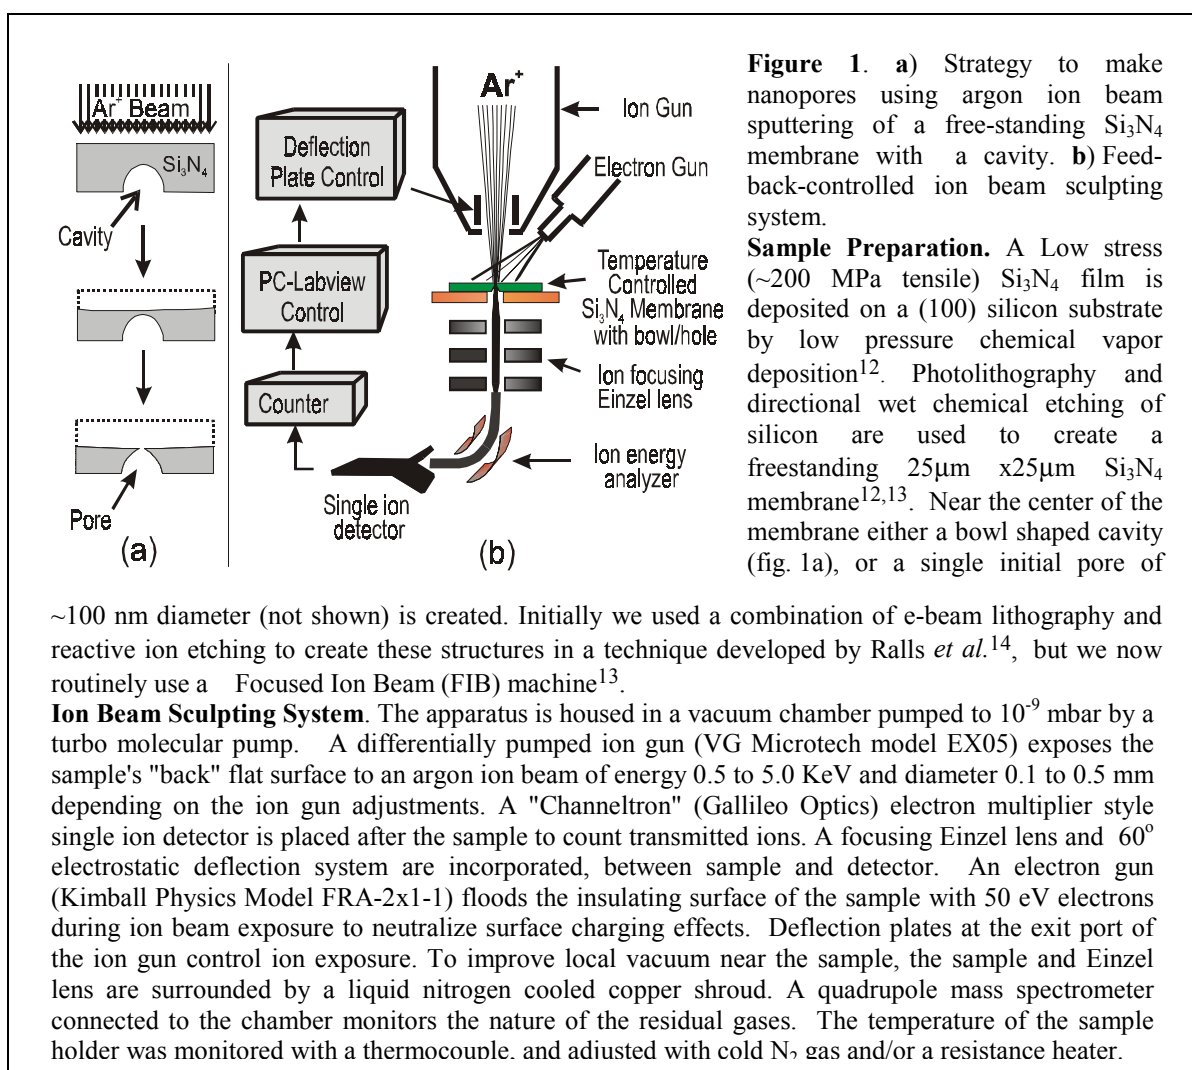 Ar+ Beam
Si3N4
Cavity
Pore
(a)
Ar+
Ion Gun
Deflection
Plate Control
Electron Gun
PC-Labview
Control
Temperature
Controlled
Si3N4 Membrane
with bowl/hole
Ion focusing
Einzel lens
Counter
Ion energy
analyzer
Single ion
detector
(b)
Figure 1. a) Strategy to make
nanopores using argon ion beam
sputtering of a free-standing Si3N4
membrane with a cavity. b) Feed-
back-controlled ion beam sculpting
system.
Sample Preparation. A Low stress
(~200 MPa tensile) Si3N4 film is
deposited on a (100) silicon substrate
by low pressure chemical vapor
deposition12. Photolithography and
directional wet chemical etching of
silicon are used to create a
freestanding 25μm x25μm Si3N4
membrane12,13. Near the center of the
membrane either a bowl shaped cavity
(fig. 1a), or a single initial pore of
~100 nm diameter (not shown) is created. Initially we used a combination of e-beam lithography and
reactive ion etching to create these structures in a technique developed by Ralls et al.14, but we now
routinely use a Focused Ion Beam (FIB) machine13.
Ion Beam Sculpting System. The apparatus is housed in a vacuum chamber pumped to 10-9 mbar by a
turbo molecular pump. A differentially pumped ion gun (VG Microtech model EX05) exposes the
sample's "back" flat surface to an argon ion beam of energy 0.5 to 5.0 KeV and diameter 0.1 to 0.5 mm
depending on the ion gun adjustments. A "Channeltron" (Gallileo Optics) electron multiplier style
single ion detector is placed after the sample to count transmitted ions. A focusing Einzel lens and 60o
electrostatic deflection system are incorporated, between sample and detector. An electron gun
(Kimball Physics Model FRA-2x1-1) floods the insulating surface of the sample with 50 eV electrons
during ion beam exposure to neutralize surface charging effects. Deflection plates at the exit port of
the ion gun control ion exposure. To improve local vacuum near the sample, the sample and Einzel
lens are surrounded by a liquid nitrogen cooled copper shroud. A quadrupole mass spectrometer
connected to the chamber monitors the nature of the residual gases. The temperature of the sample
holder was monitored with a thermocouple, and adjusted with cold N2 gas and/or a resistance heater.